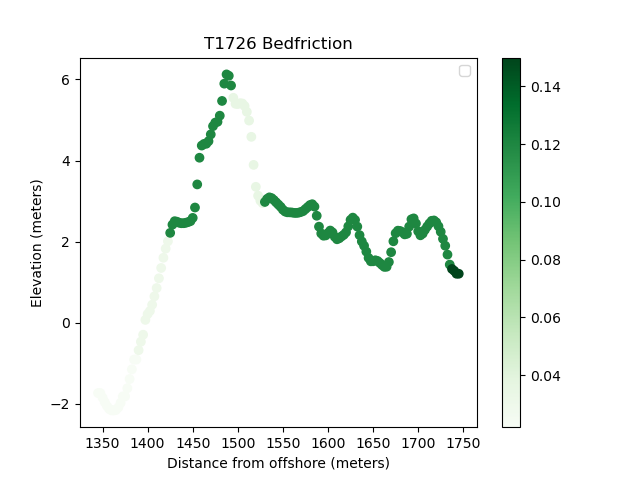 T1726 Bedfriction
6
4
2
0
−2
Elevation (meters)
1350 1400 1450 1500 1550 1600 1650 1700 1750
Distance from offshore (meters)
0.14
0.12
0.10
0.08
0.06
0.04